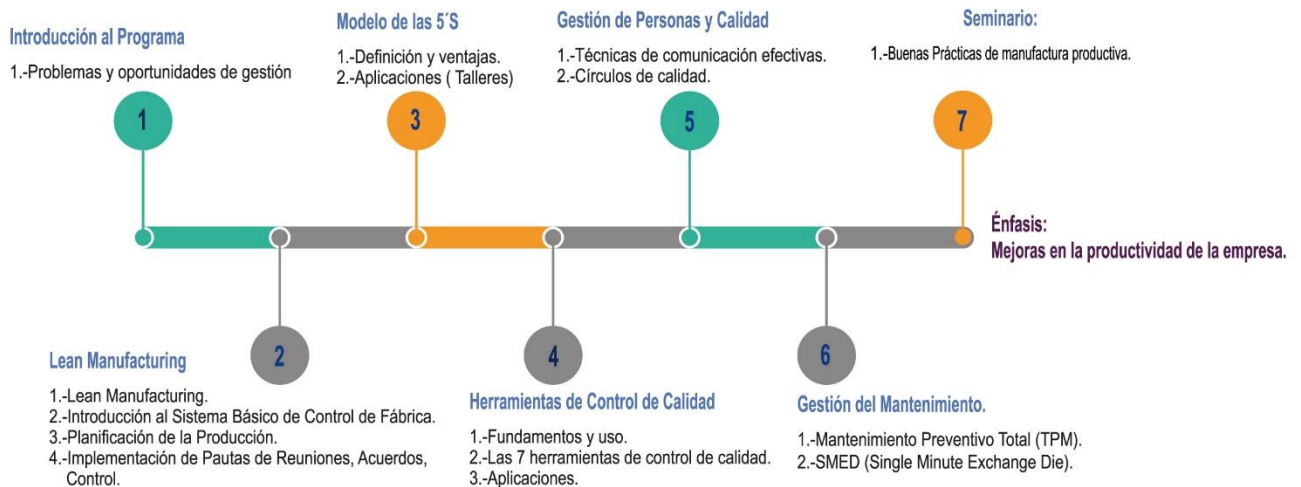 Introducción al Programa
1.-Problemas y oportunidades de gestión
1
Lean Manufacturing
1.-Lean Manufacturing.
2.-Introducción al Sistema Básico de Control de Fábrica.
3.-Planificación de la Producción.
4.-Implementación de Pautas de Reuniones, Acuerdos,
Control.
2
Modelo de las 5´S
1.-Definición y ventajas.
2.-Aplicaciones ( Talleres)
3
Herramientas de Control de Calidad
1.-Fundamentos y uso.
2.-Las 7 herramientas de control de calidad.
3.-Aplicaciones.
4
Gestión de Personas y Calidad
1.-Técnicas de comunicación efectivas.
2.-Círculos de calidad.
5
Gestión del Mantenimiento.
1.-Mantenimiento Preventivo Total (TPM).
2.-SMED (Single Minute Exchange Die).
6
Seminario:
1.-Buenas Prácticas de manufactura productiva.
7
Énfasis:
Mejoras en la productividad de la empresa.